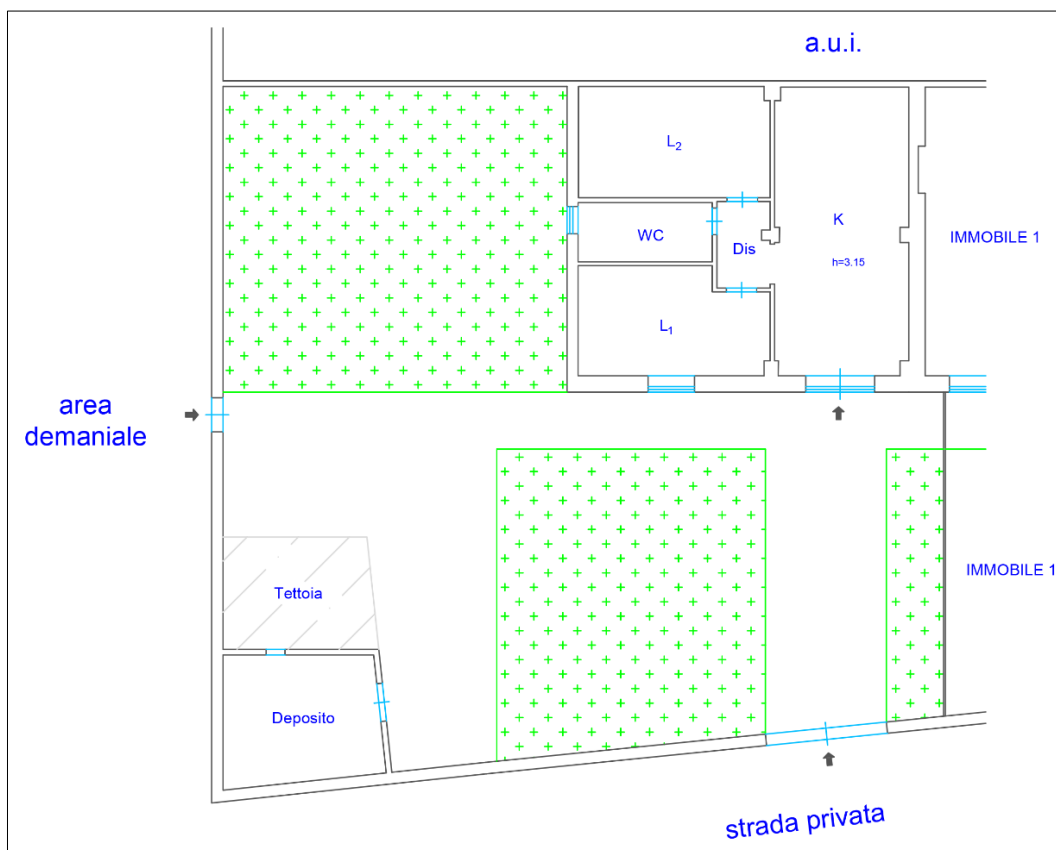 a.u.i.
L₂
WC
Dis
K
h=3.15
IMMOBILE 1
L₁
area
demaniale
Tettoia
IMMOBILE 1
Deposito
strada privata